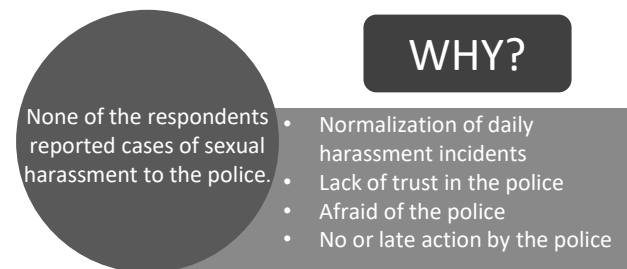 WHY?
None of the respondents
reported cases of sexual
harassment to the police.
• Normalization of daily
harassment incidents
• Lack of trust in the police
• Afraid of the police
• No or late action by the police